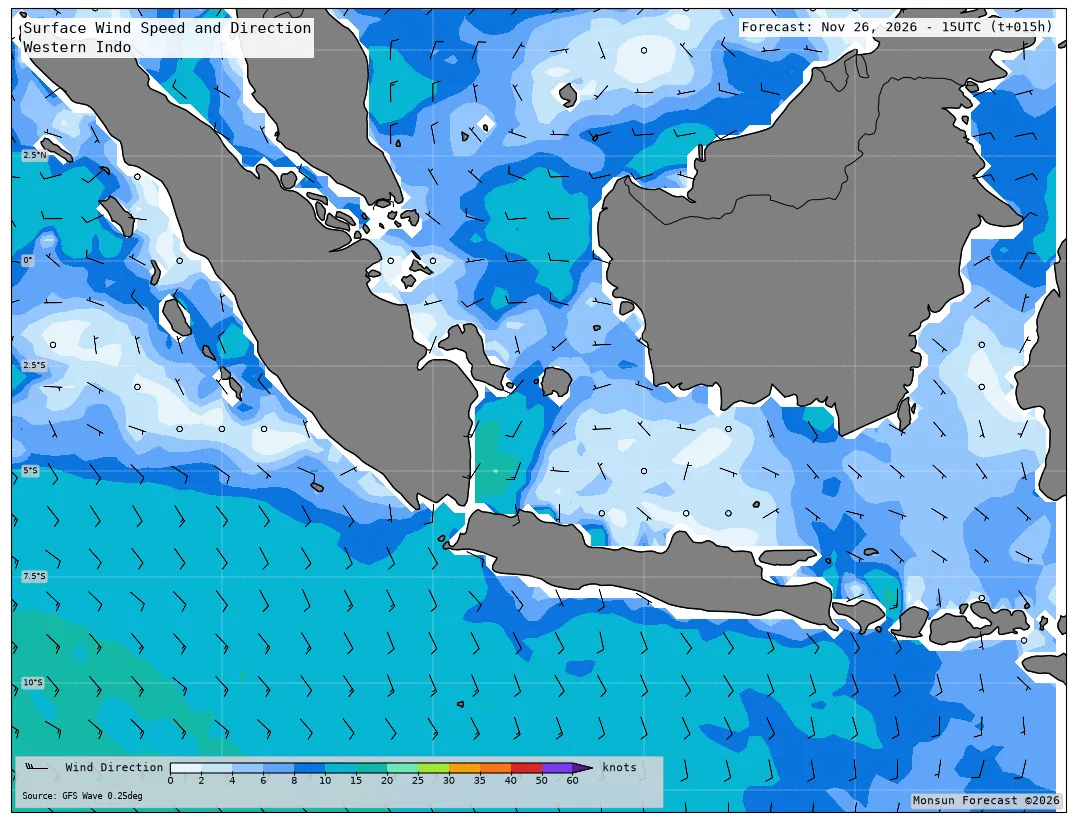 Surface Wind Speed and Direction
Western Indo
Forecast: Nov 26, 2026 - 15UTC (t+015h)
2.5°N
0°
2.5°S
5°S
7.5°S
10°S
Wind Direction
0 2 4 6 8 10 15 20 25 30 35 40 50 60
knots
Source: GFS Wave 0.25deg
Monsun Forecast ©2026